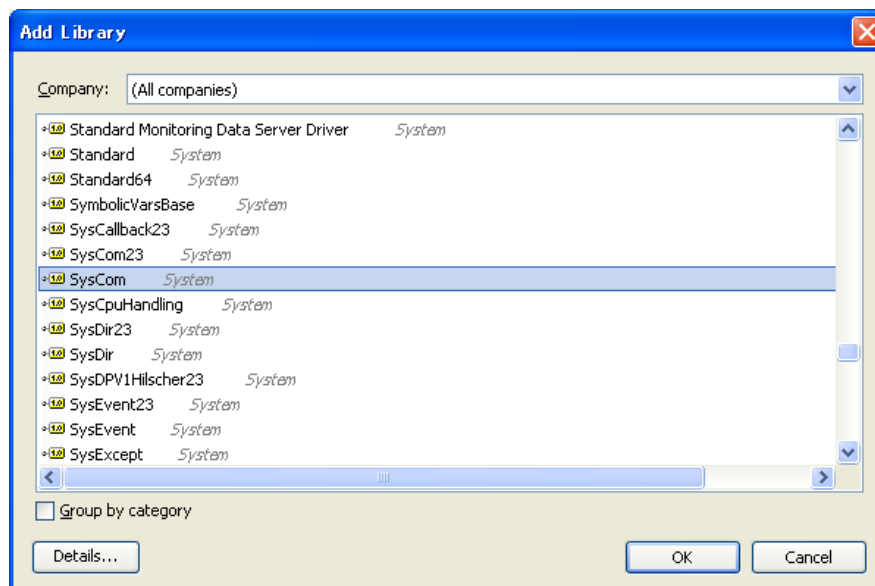 Add Library
Company: (All companies)
Standard Monitoring Data Server Driver System
Standard System
Standard64 System
SymbolicVarsBase System
SysCallback23 System
SysCom23 System
SysCom System
SysCpuHandling System
SysDir23 System
SysDir System
SysDPV1Hilscher23 System
SysEvent23 System
SysEvent System
SysExcept System
Group by category
Details... OK Cancel